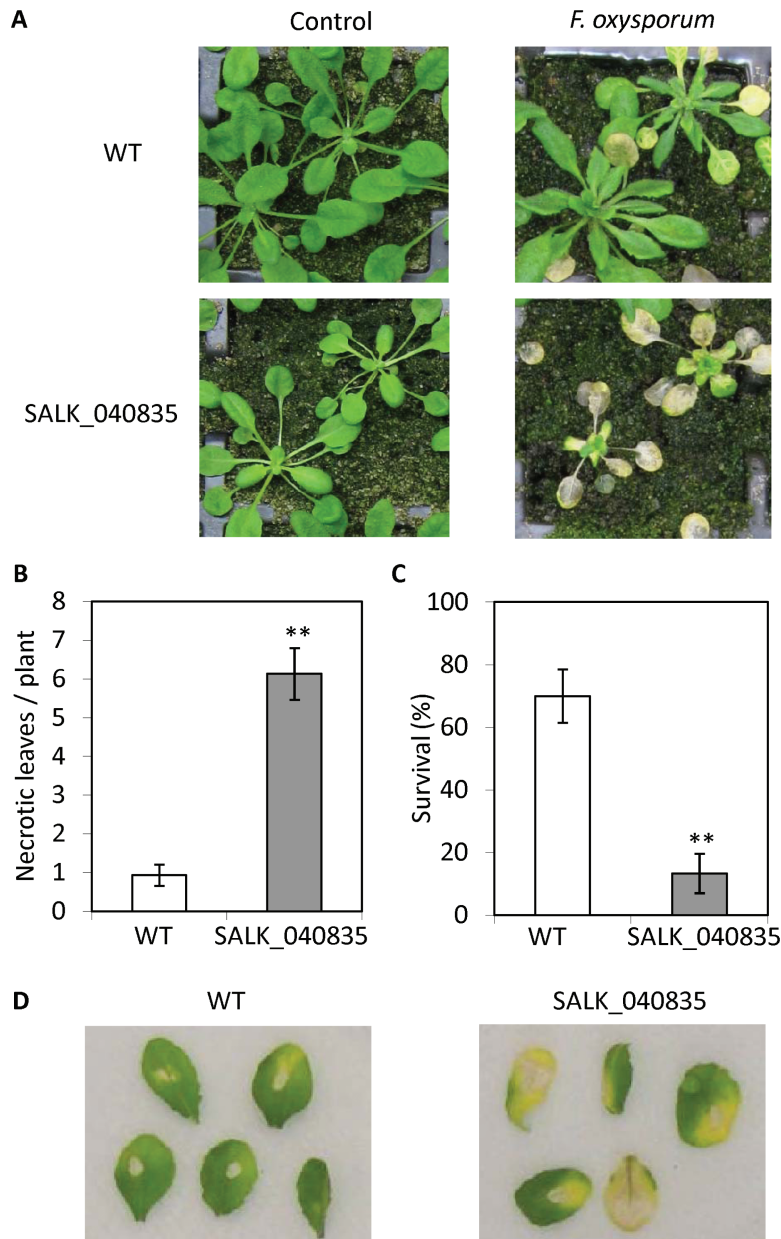 A
Control
F. oxysporum
WT
SALK_040835
B
8
7
6
5
4
3
2
1
0
Necrotic leaves / plant
**
WT
SALK_040835
C
100
80
60
40
20
0
Survival (%)
**
WT
SALK_040835
D
WT
SALK_040835